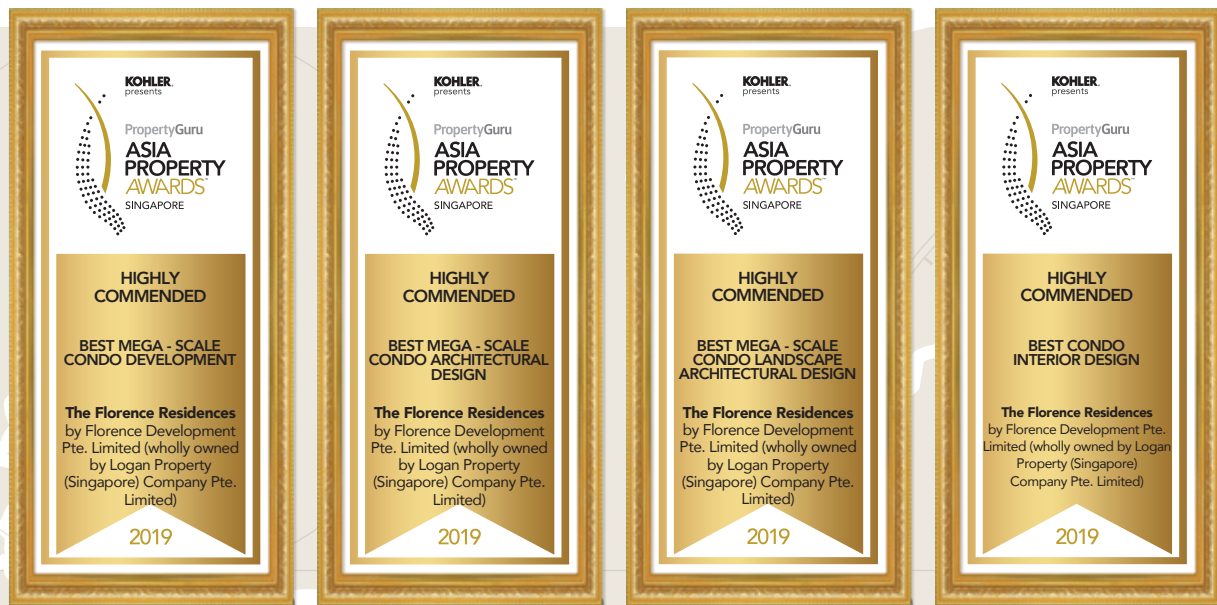 KOHLER
presents
PropertyGuru
ASIA
PROPERTY
AWARDS™
SINGAPORE
HIGHLY
COMMENDED
BEST MEGA - SCALE
CONDO DEVELOPMENT
The Florence Residences
by Florence Development
Pte. Limited (wholly owned
by Logan Property
(Singapore) Company Pte.
Limited)
2019
KOHLER
presents
PropertyGuru
ASIA
PROPERTY
AWARDS™
SINGAPORE
HIGHLY
COMMENDED
BEST MEGA - SCALE
CONDO ARCHITECTURAL
DESIGN
The Florence Residences
by Florence Development
Pte. Limited (wholly owned
by Logan Property
(Singapore) Company Pte.
Limited)
2019
KOHLER
presents
PropertyGuru
ASIA
PROPERTY
AWARDS™
SINGAPORE
HIGHLY
COMMENDED
BEST MEGA - SCALE
CONDO LANDSCAPE
ARCHITECTURAL DESIGN
The Florence Residences
by Florence Development
Pte. Limited (wholly owned
by Logan Property
(Singapore) Company Pte.
Limited)
2019
KOHLER
presents
PropertyGuru
ASIA
PROPERTY
AWARDS™
SINGAPORE
HIGHLY
COMMENDED
BEST CONDO
INTERIOR DESIGN
The Florence Residences
by Florence Development Pte.
Limited (wholly owned by Logan
Property (Singapore)
Company Pte. Limited)
2019